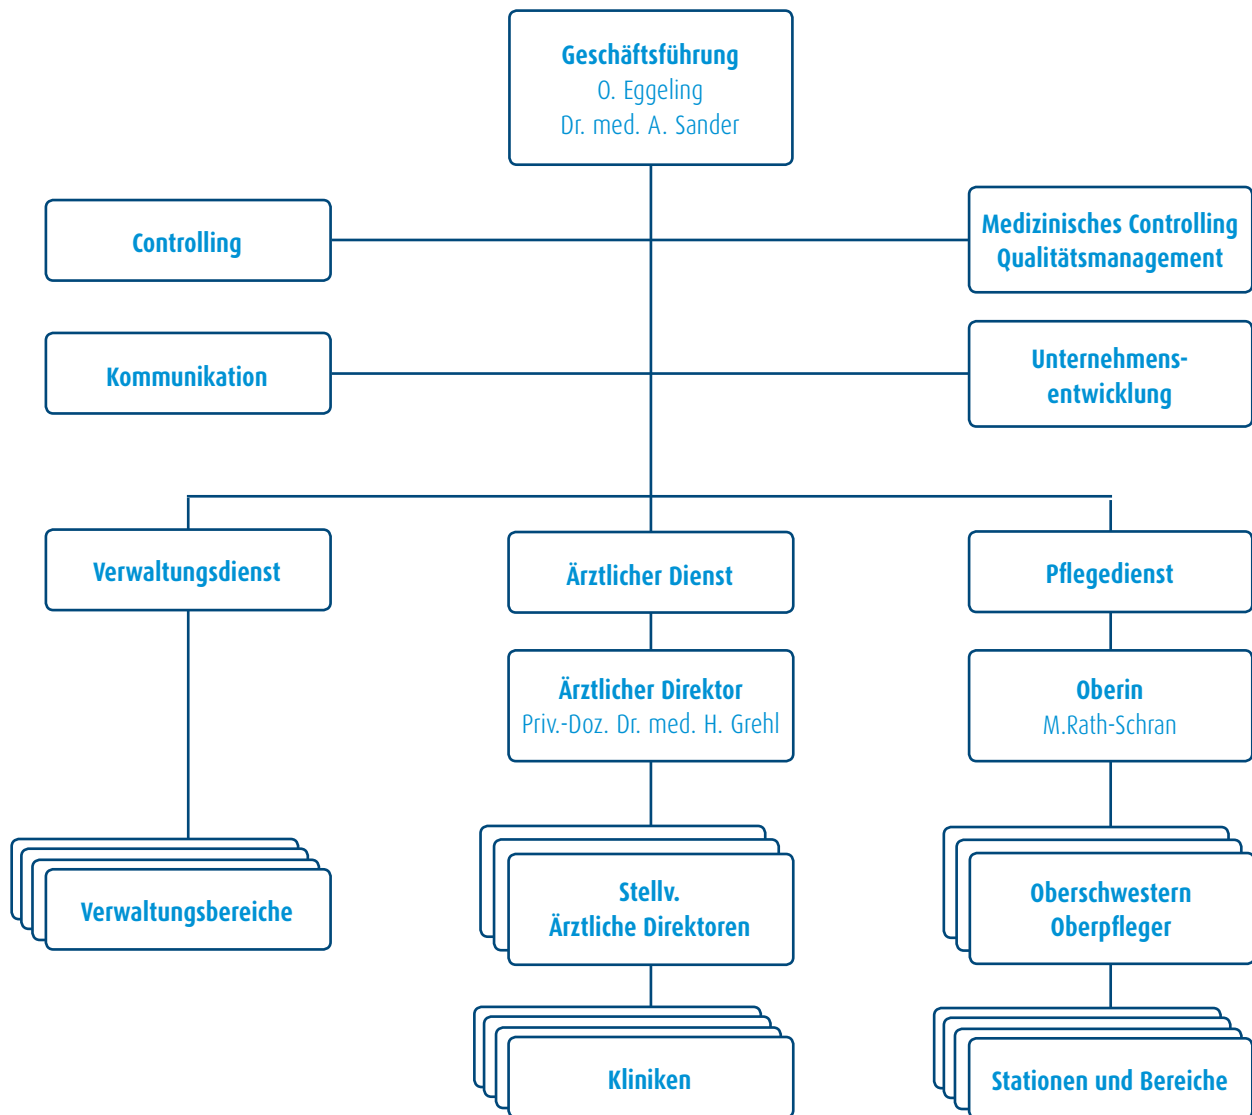 Geschäftsführung
O. Eggeling
Dr. med. A. Sander
Controlling
Medizinisches Controlling
Qualitätsmanagement
Kommunikation
Unternehmens-
entwicklung
Verwaltungsdienst
Ärztlicher Dienst
Pflegedienst
Ärztlicher Direktor
Priv.-Doz. Dr. med. H. Grehl
Oberin
M.Rath-Schran
Verwaltungsbereiche
Stellv.
Ärztliche Direktoren
Oberschwestern
Oberpfleger
Kliniken
Stationen und Bereiche